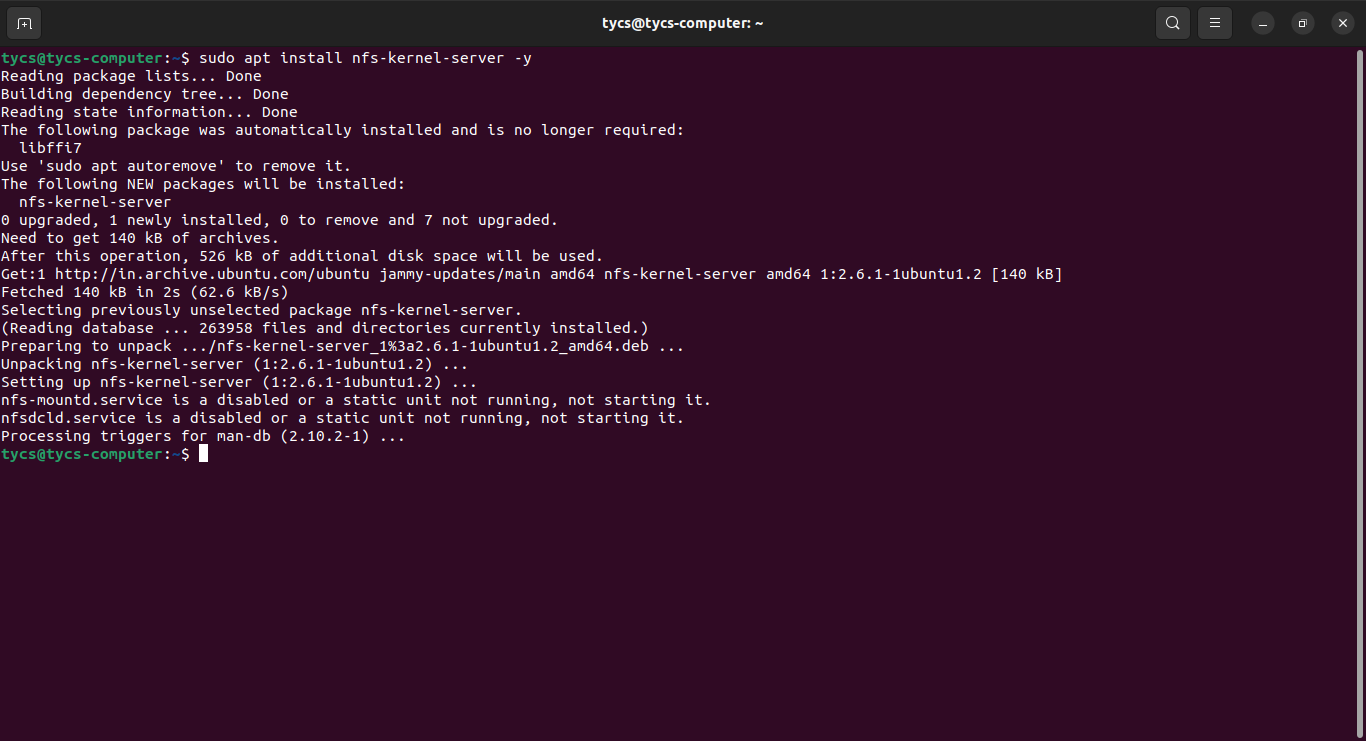 tycs@tycs-computer: ~
tycs@tycs-computer:~$ sudo apt install nfs-kernel-server -y
Reading package lists... Done
Building dependency tree... Done
Reading state information... Done
The following package was automatically installed and is no longer required:
  libffi7
Use 'sudo apt autoremove' to remove it.
The following NEW packages will be installed:
  nfs-kernel-server
0 upgraded, 1 newly installed, 0 to remove and 7 not upgraded.
Need to get 140 kB of archives.
After this operation, 526 kB of additional disk space will be used.
Get:1 http://in.archive.ubuntu.com/ubuntu jammy-updates/main amd64 nfs-kernel-server amd64 1:2.6.1-1ubuntu1.2 [140 kB]
Fetched 140 kB in 2s (62.6 kB/s)
Selecting previously unselected package nfs-kernel-server.
(Reading database ... 263958 files and directories currently installed.)
Preparing to unpack .../nfs-kernel-server_1%3a2.6.1-1ubuntu1.2_amd64.deb ...
Unpacking nfs-kernel-server (1:2.6.1-1ubuntu1.2) ...
Setting up nfs-kernel-server (1:2.6.1-1ubuntu1.2) ...
nfs-mountd.service is a disabled or a static unit not running, not starting it.
nfsdcld.service is a disabled or a static unit not running, not starting it.
Processing triggers for man-db (2.10.2-1) ...
tycs@tycs-computer:~$